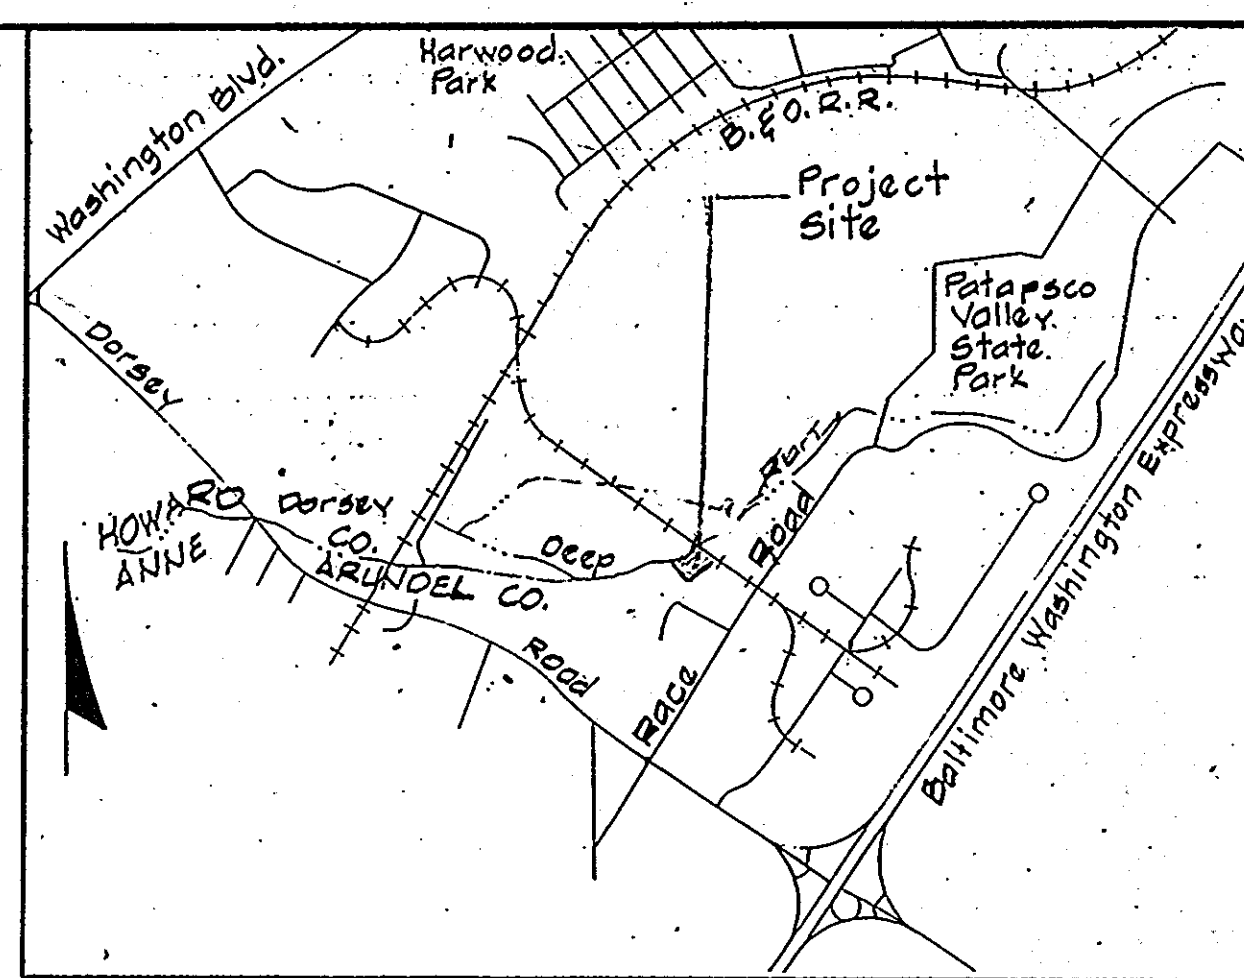 Harwood
Park
Washington Blvd.
B. & O. R. R.
Project
Site
Patapsco
Valley
State
Park
Dorsey
Run
HOWARD
Dorsey
CO.
Deep
Road
ANNE
ARUNDEL CO.
Road
Race
Baltimore Washington Expressway